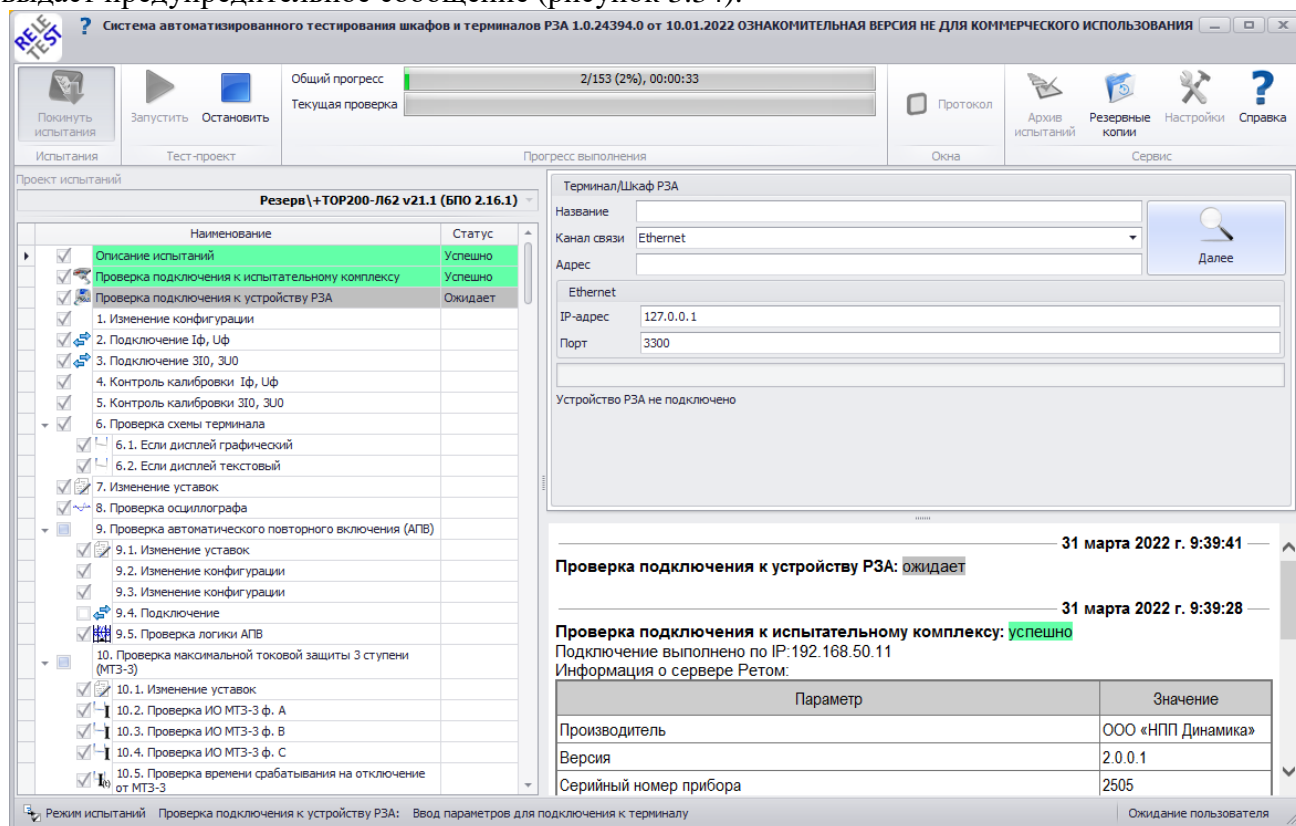 выдает предупредительное сообщение (рисунок 3.34).
RELE TEST
Система автоматизированного тестирования шкафов и терминалов РЗА 1.0.24394.0 от 10.01.2022 ОЗНАКОМИТЕЛЬНАЯ ВЕРСИЯ НЕ ДЛЯ КОММЕРЧЕСКОГО ИСПОЛЬЗОВАНИЯ
Покинуть испытания
Запустить
Остановить
Общий прогресс
2/153 (2%), 00:00:33
Текущая проверка
Протокол
Архив испытаний
Резервные копии
Настройки
Справка
Испытания
Тест-проект
Прогресс выполнения
Окна
Сервис
Проект испытаний
Резерв\+ТОР200-Л62 v21.1 (БПО 2.16.1)
Наименование Статус
Описание испытаний Успешно
Проверка подключения к испытательному комплексу Успешно
Проверка подключения к устройству РЗА Ожидает
1. Изменение конфигурации
2. Подключение Iф, Uф
3. Подключение 3I0, 3U0
4. Контроль калибровки Iф, Uф
5. Контроль калибровки 3I0, 3U0
6. Проверка схемы терминала
6.1. Если дисплей графический
6.2. Если дисплей текстовый
7. Изменение уставок
8. Проверка осциллографа
9. Проверка автоматического повторного включения (АПВ)
9.1. Изменение уставок
9.2. Изменение конфигурации
9.3. Изменение конфигурации
9.4. Подключение
9.5. Проверка логики АПВ
10. Проверка максимальной токовой защиты 3 ступени
(МТЗ-3)
10.1. Изменение уставок
10.2. Проверка ИО МТЗ-3 ф. А
10.3. Проверка ИО МТЗ-3 ф. В
10.4. Проверка ИО МТЗ-3 ф. С
10.5. Проверка времени срабатывания на отключение
от МТЗ-3
Терминал/Шкаф РЗА
Название
Канал связи Ethernet
Адрес
Далее
Ethernet
IP-адрес 127.0.0.1
Порт 3300
Устройство РЗА не подключено
31 марта 2022 г. 9:39:41
Проверка подключения к устройству РЗА: ожидает
31 марта 2022 г. 9:39:28
Проверка подключения к испытательному комплексу: успешно
Подключение выполнено по IP:192.168.50.11
Информация о сервере Ретом:
Параметр Значение
Производитель ООО «НПП Динамика»
Версия 2.0.0.1
Серийный номер прибора 2505
Режим испытаний Проверка подключения к устройству РЗА: Ввод параметров для подключения к терминалу Ожидание пользователя